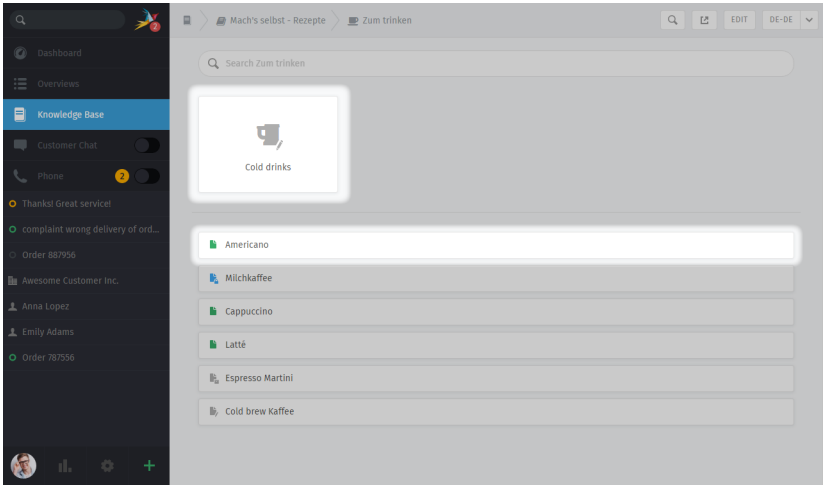 2
Mach's selbst - Rezepte
Zum trinken
EDIT
DE-DE
Dashboard
Overviews
Knowledge Base
Customer Chat
Phone
2
Thanks! Great service!
complaint wrong delivery of ord...
Order 887956
Awesome Customer Inc.
Anna Lopez
Emily Adams
Order 787556
Search Zum trinken
Cold drinks
Americano
Milchkaffee
Cappuccino
Latté
Espresso Martini
Cold brew Kaffee